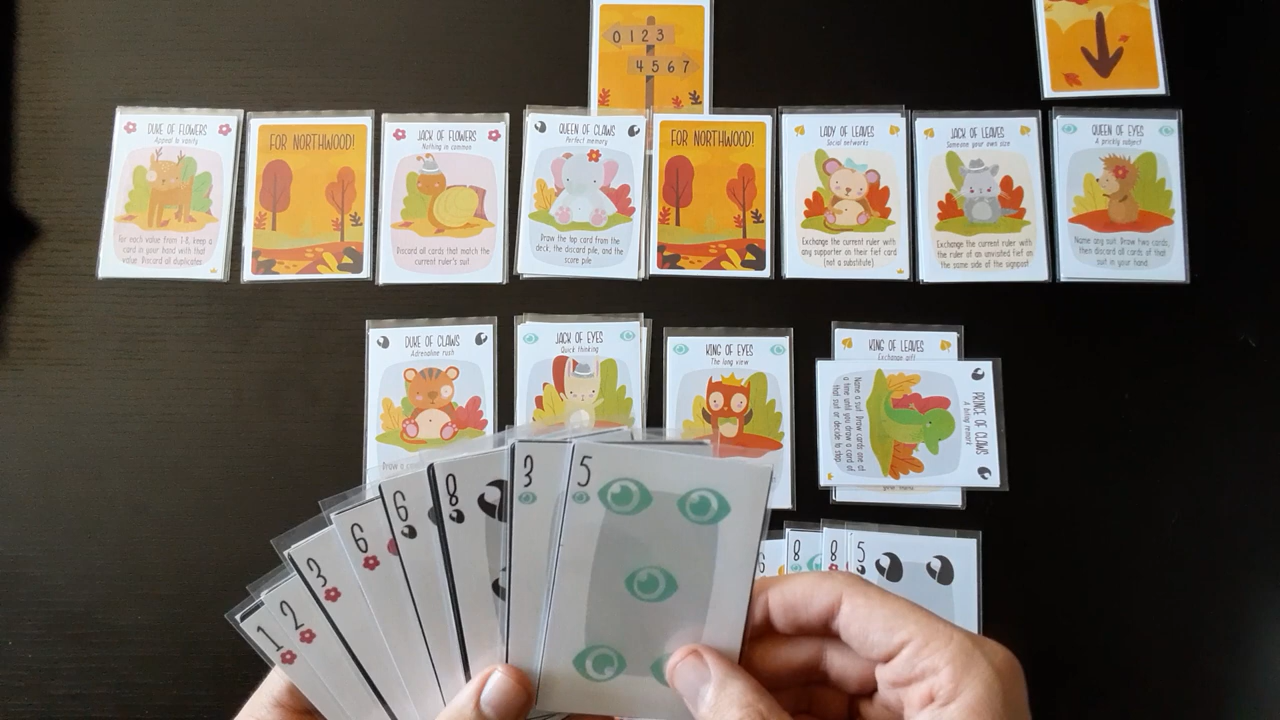 0 1 2 3
4 5 6 7
DUKE OF FLOWERS
Appeal to vanity
For each value from 1-8, keep a
card in your hand with that
value. Discard all duplicates
FOR NORTHWOOD!
JACK OF FLOWERS
Nothing in common
Discard all cards that match the
current ruler's suit
QUEEN OF CLAWS
Perfect memory
Draw the top card from the
deck, the discard pile, and the
score pile
FOR NORTHWOOD!
LADY OF LEAVES
Social networks
Exchange the current ruler with
any supporter on their fief card
(not a substitute)
JACK OF LEAVES
Someone your own size
Exchange the current ruler with
the ruler of an unvisited fief on
the same side of the signpost
QUEEN OF EYES
A prickly subject
Name any suit. Draw two cards,
then discard all cards of that
suit in your hand
DUKE OF CLAWS
Adrenaline rush
Draw a
JACK OF EYES
Quick thinking
KING OF EYES
The long view
KING OF LEAVES
Exchange gift
PRINCE OF CLAWS
A biting remark
Name a suit. Draw cards one at
a time until you draw a card of
that suit or decide to stop
1
2
3
6
6
8
3
5
6
8
8
5